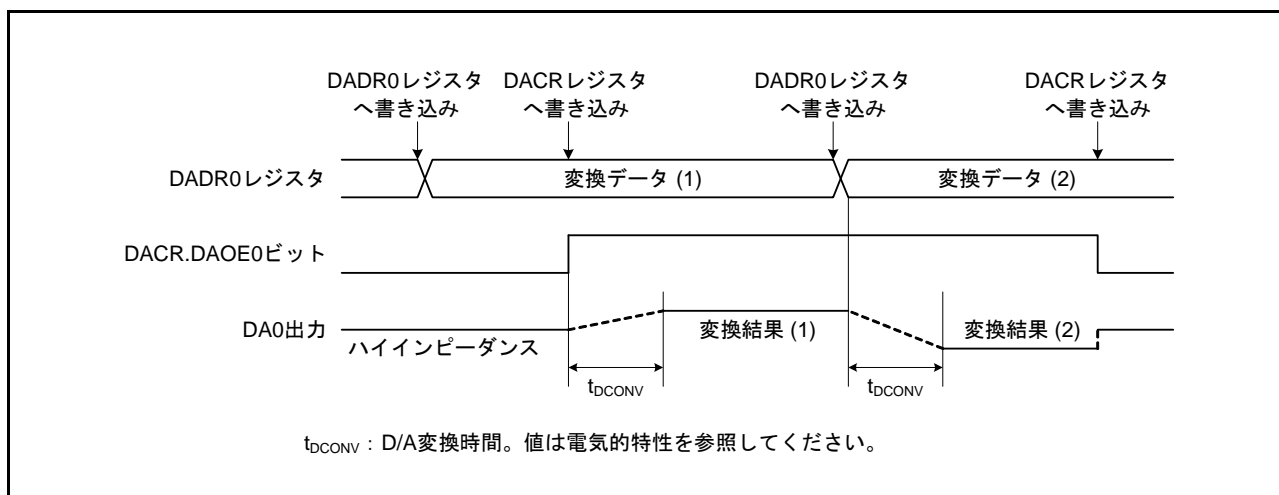 DADR0レジスタ
へ書き込み
DACRレジスタ
へ書き込み
DADR0レジスタ
へ書き込み
DACRレジスタ
へ書き込み
DADR0レジスタ
変換データ (1)
変換データ (2)
DACR.DAOE0ビット
DA0出力
ハイインピーダンス
変換結果 (1)
変換結果 (2)
tDCONV
tDCONV
tDCONV：D/A変換時間。値は電気的特性を参照してください。